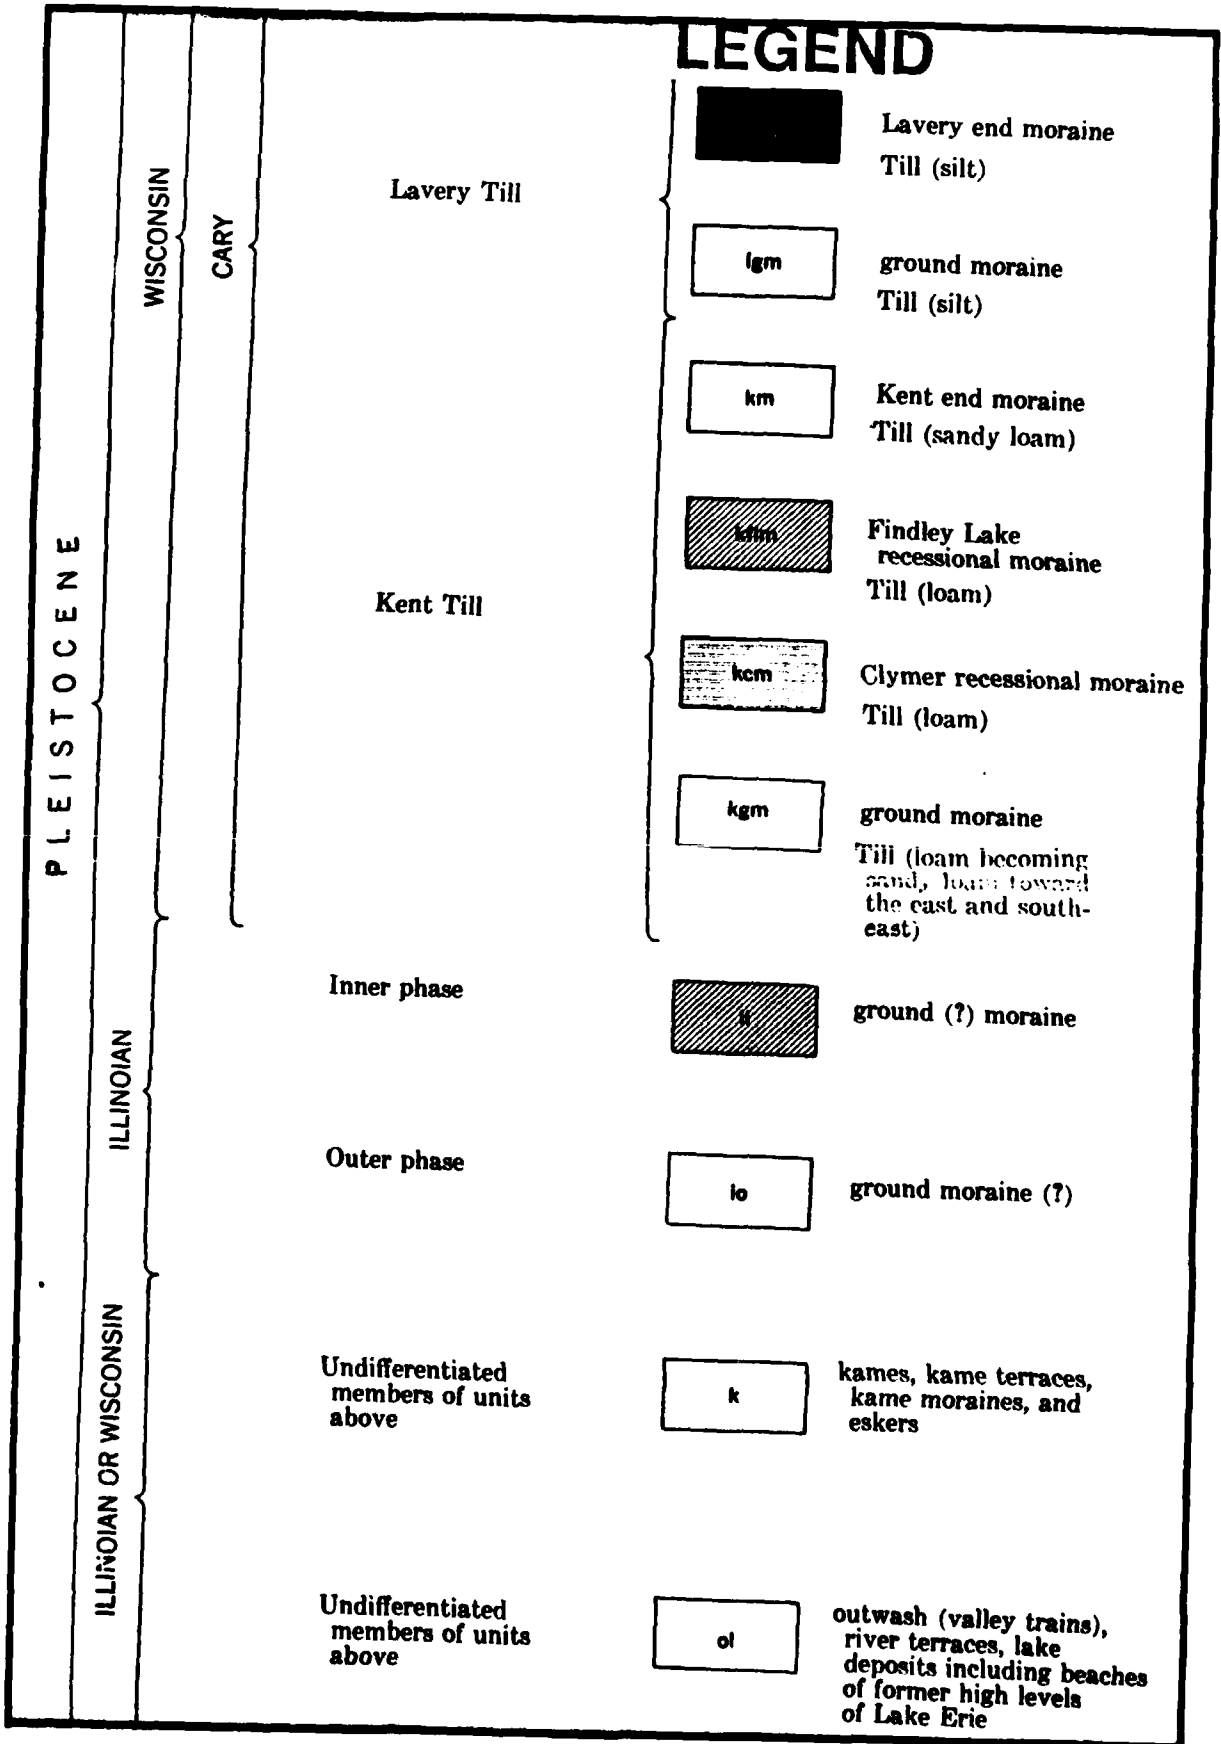 LEGEND
PLEISTOCENE
WISCONSIN
CARY
Lavery Till
Lavery end moraine
Till (silt)
lgm
ground moraine
Till (silt)
Kent Till
km
Kent end moraine
Till (sandy loam)
kflm
Findley Lake
recessional moraine
Till (loam)
kcm
Clymer recessional moraine
Till (loam)
kgm
ground moraine
Till (loam becoming
sand, loam toward
the east and south-
east)
ILLINOIAN
Inner phase
ground (?) moraine
Outer phase
io
ground moraine (?)
ILLINOIAN OR WISCONSIN
Undifferentiated
members of units
above
k
kames, kame terraces,
kame moraines, and
eskers
Undifferentiated
members of units
above
ol
outwash (valley trains),
river terraces, lake
deposits including beaches
of former high levels
of Lake Erie